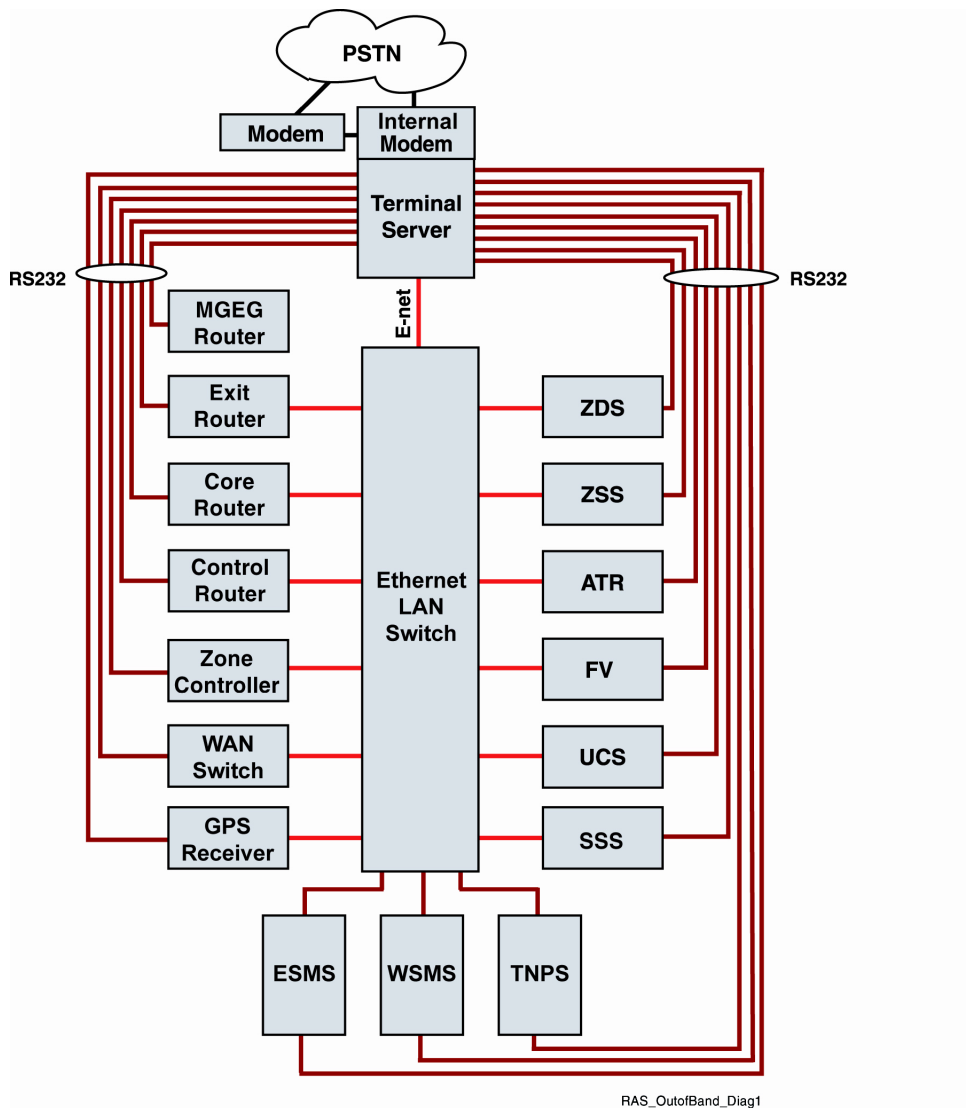 PSTN
Modem
Internal
Modem
Terminal
Server
RS232
RS232
E-net
MGEG
Router
Exit
Router
ZDS
Core
Router
ZSS
Control
Router
Ethernet
LAN
Switch
ATR
Zone
Controller
FV
WAN
Switch
UCS
GPS
Receiver
SSS
ESMS
WSMS
TNPS
RAS_OutofBand_Diag1